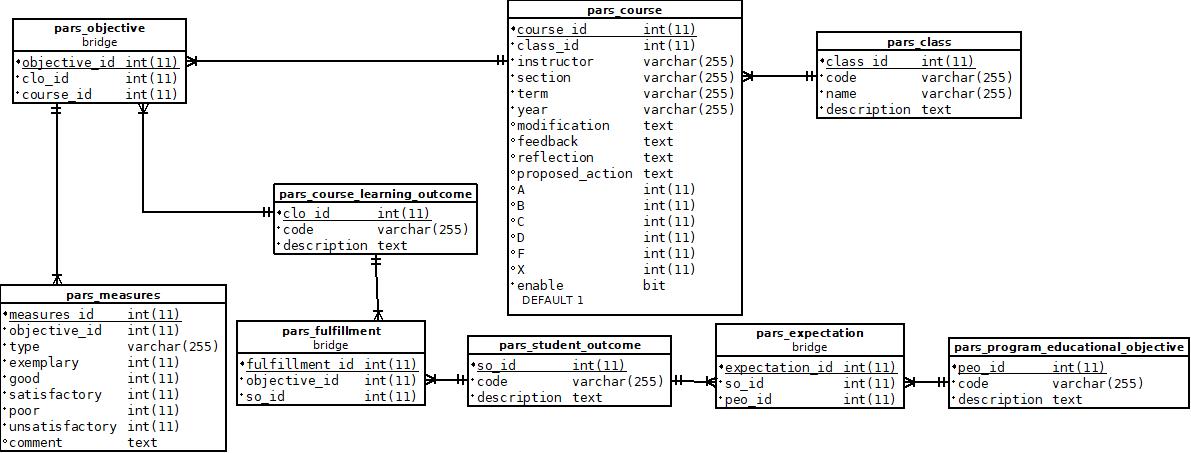 pars_objective
bridge
objective_id int(11)
clo_id int(11)
course_id int(11)
pars_course
course_id int(11)
class_id int(11)
instructor varchar(255)
section varchar(255)
term varchar(255)
year varchar(255)
modification text
feedback text
reflection text
proposed_action text
A int(11)
B int(11)
C int(11)
D int(11)
F int(11)
X int(11)
enable bit
DEFAULT 1
pars_class
class_id int(11)
code varchar(255)
name varchar(255)
description text
pars_course_learning_outcome
clo_id int(11)
code varchar(255)
description text
pars_measures
measures_id int(11)
objective_id int(11)
type varchar(255)
exemplary int(11)
good int(11)
satisfactory int(11)
poor int(11)
unsatisfactory int(11)
comment text
pars_fulfillment
bridge
fulfillment_id int(11)
objective_id int(11)
so_id int(11)
pars_student_outcome
so_id int(11)
code varchar(255)
description text
pars_expectation
bridge
expectation_id int(11)
so_id int(11)
peo_id int(11)
pars_program_educational_objective
peo_id int(11)
code varchar(255)
description text